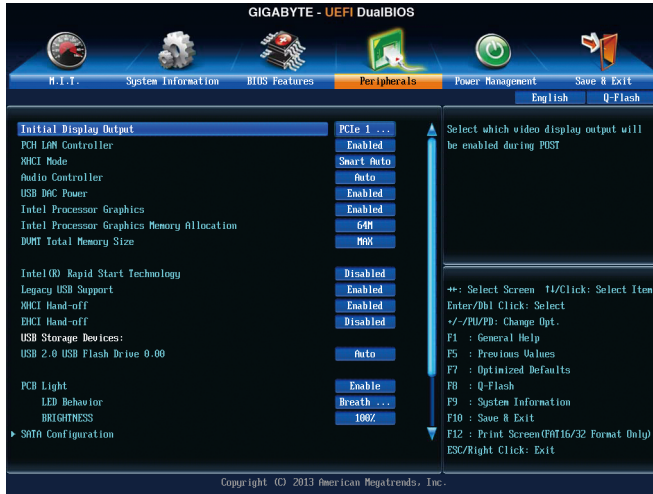 GIGABYTE - UEFI DualBIOS
M.I.T. System Information BIOS Features Peripherals Power Management Save & Exit
English Q-Flash
Initial Display Output PCIe 1 ...
PCH LAN Controller Enabled
XHCI Mode Smart Auto
Audio Controller Auto
USB DAC Power Enabled
Intel Processor Graphics Enabled
Intel Processor Graphics Memory Allocation 64M
DVMT Total Memory Size MAX
Intel(R) Rapid Start Technology Disabled
Legacy USB Support Enabled
XHCI Hand-off Enabled
EHCI Hand-off Disabled
USB Storage Devices:
USB 2.0 USB Flash Drive 0.00 Auto
PCB Light Enable
LED Behavior Breath ...
BRIGHTNESS 100%
SATA Configuration
Select which video display output will
be enabled during POST
→←: Select Screen ↑↓/Click: Select Item
Enter/Dbl Click: Select
+/-/PU/PD: Change Opt.
F1 : General Help
F5 : Previous Values
F7 : Optimized Defaults
F8 : Q-Flash
F9 : System Information
F10 : Save & Exit
F12 : Print Screen(FAT16/32 Format Only)
ESC/Right Click: Exit
Copyright (C) 2013 American Megatrends, Inc.